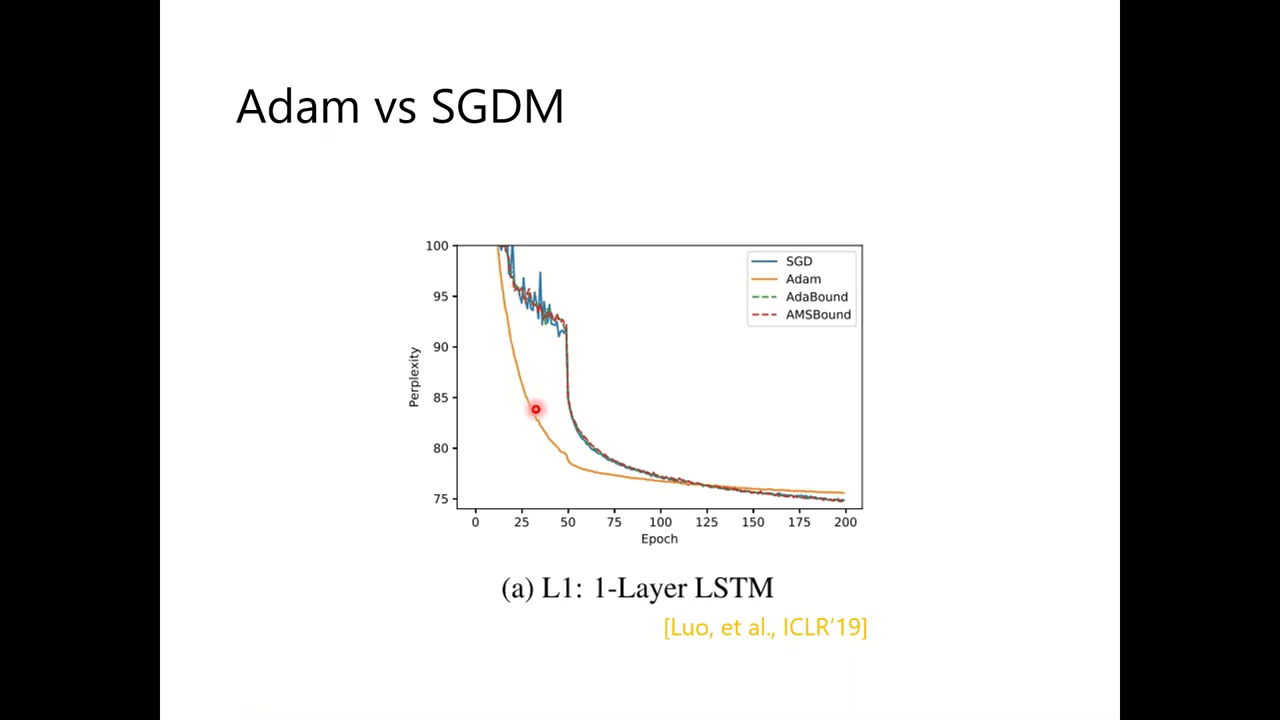 Adam vs SGDM
100
95
90
85
80
75
Perplexity
SGD
Adam
AdaBound
AMSBound
0 25 50 75 100 125 150 175 200
Epoch
(a) L1: 1-Layer LSTM
[Luo, et al., ICLR’19]